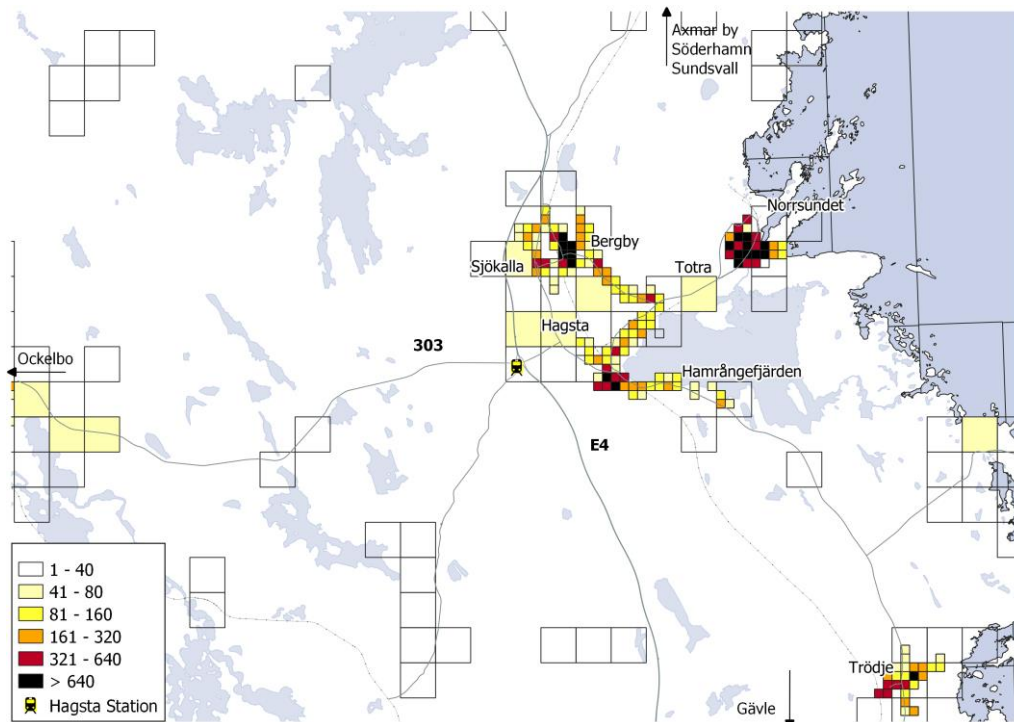 Axmar by
Söderhamn
Sundsvall
Norrsundet
Bergby
Sjökalla
Totra
Hagsta
303
Ockelbo
Hamrångefjärden
E4
1 - 40
41 - 80
81 - 160
161 - 320
321 - 640
> 640
Hagsta Station
Trödje
Gävle